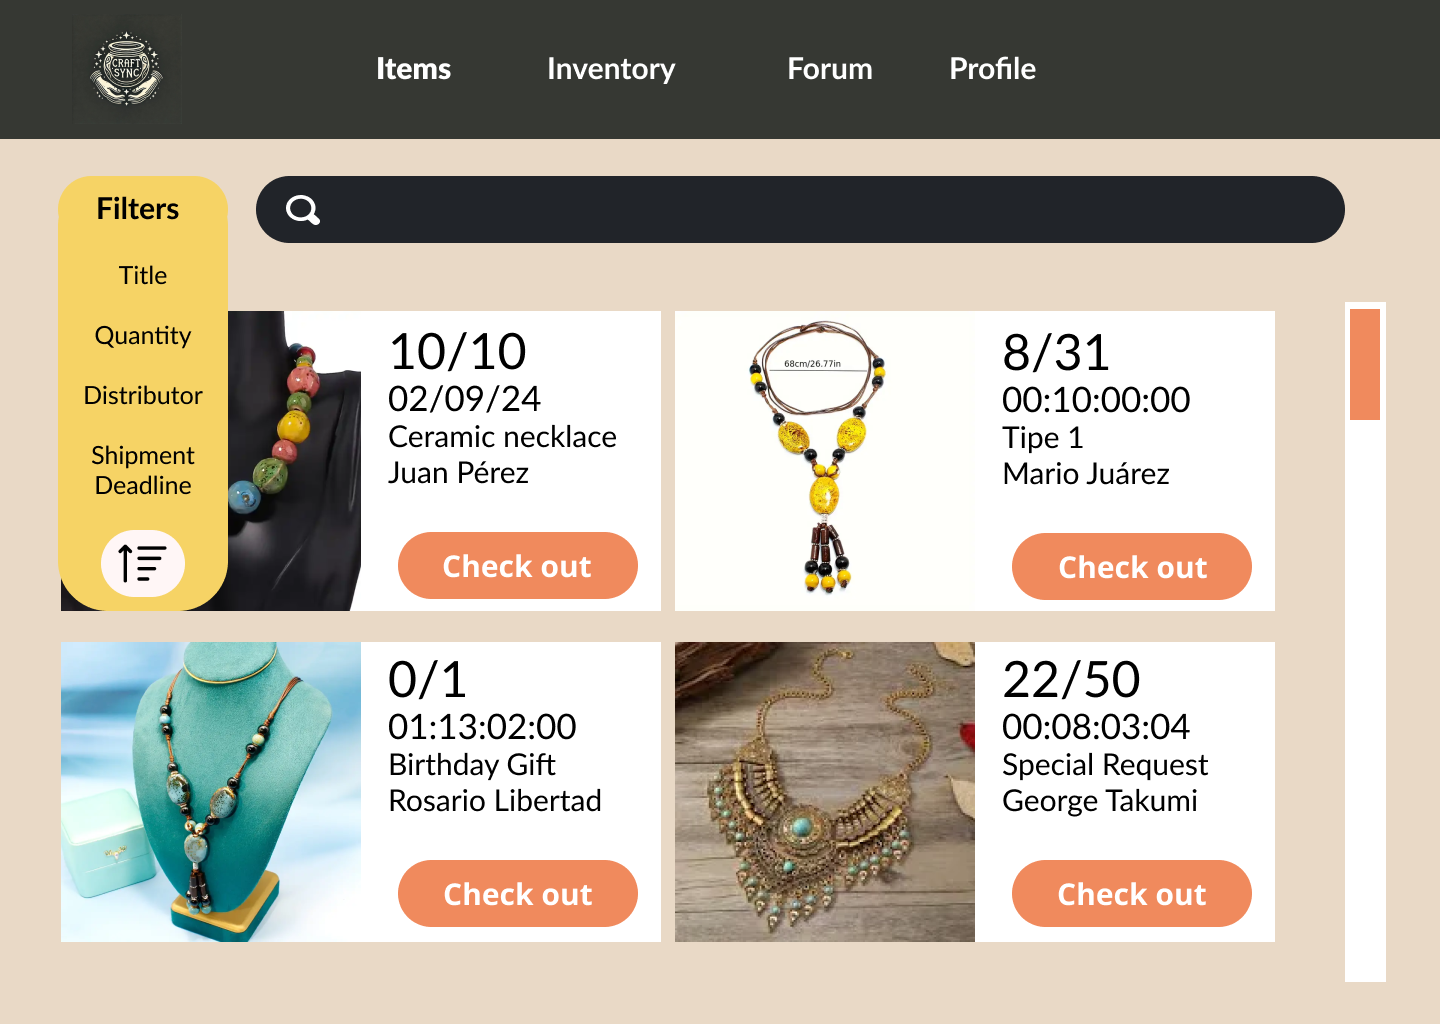 CRAFT
SYNC
Items
Inventory
Forum
Profile
Filters
Title
Quantity
Distributor
Shipment
Deadline
10/10
02/09/24
Ceramic necklace
Juan Pérez
Check out
68cm/26.77in
8/31
00:10:00:00
Tipe 1
Mario Juárez
Check out
0/1
01:13:02:00
Birthday Gift
Rosario Libertad
Check out
22/50
00:08:03:04
Special Request
George Takumi
Check out